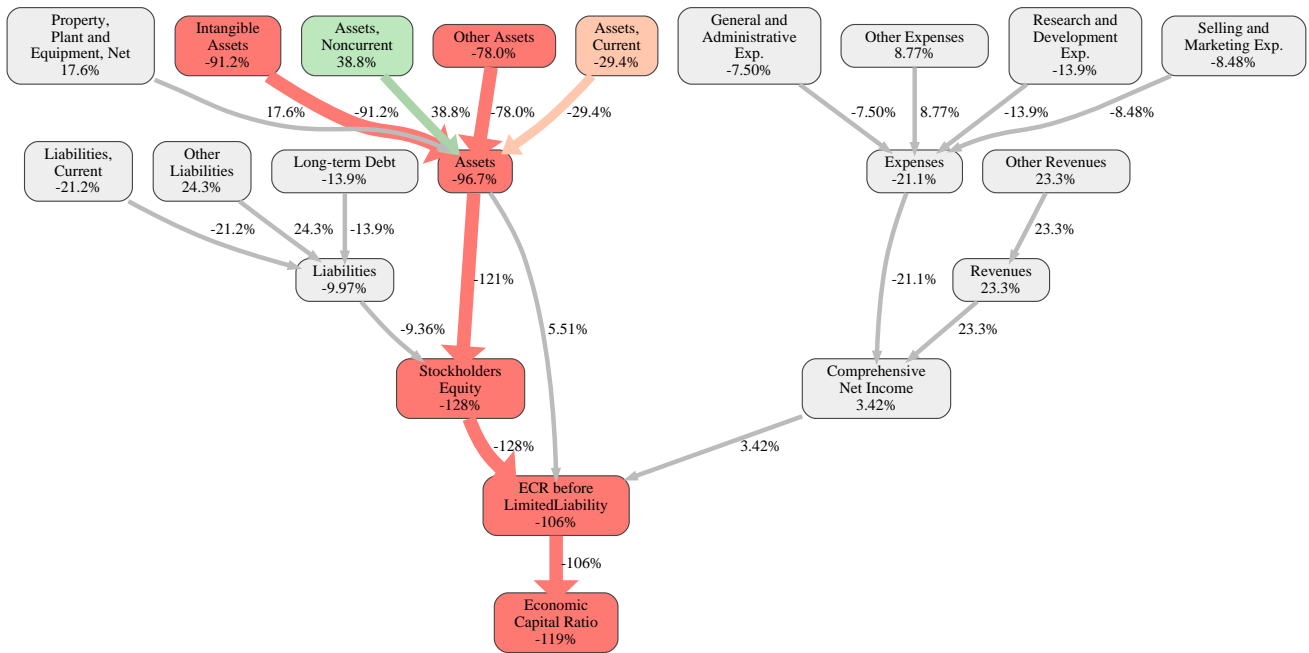 Property,
Plant and
Equipment, Net
17.6%
Intangible
Assets
-91.2%
Assets,
Noncurrent
38.8%
Other Assets
-78.0%
Assets,
Current
-29.4%
General and
Administrative
Exp.
-7.50%
Other Expenses
8.77%
Research and
Development
Exp.
-13.9%
Selling and
Marketing Exp.
-8.48%
17.6%
-91.2%
38.8%
-78.0%
-29.4%
-7.50%
8.77%
-13.9%
-8.48%
Liabilities,
Current
-21.2%
Other
Liabilities
24.3%
Long-term Debt
-13.9%
Assets
-96.7%
Expenses
-21.1%
Other Revenues
23.3%
-21.2%
24.3%
-13.9%
23.3%
Liabilities
-9.97%
-121%
-21.1%
Revenues
23.3%
-9.36%
5.51%
23.3%
Stockholders
Equity
-128%
Comprehensive
Net Income
3.42%
-128%
3.42%
ECR before
LimitedLiability
-106%
-106%
Economic
Capital Ratio
-119%